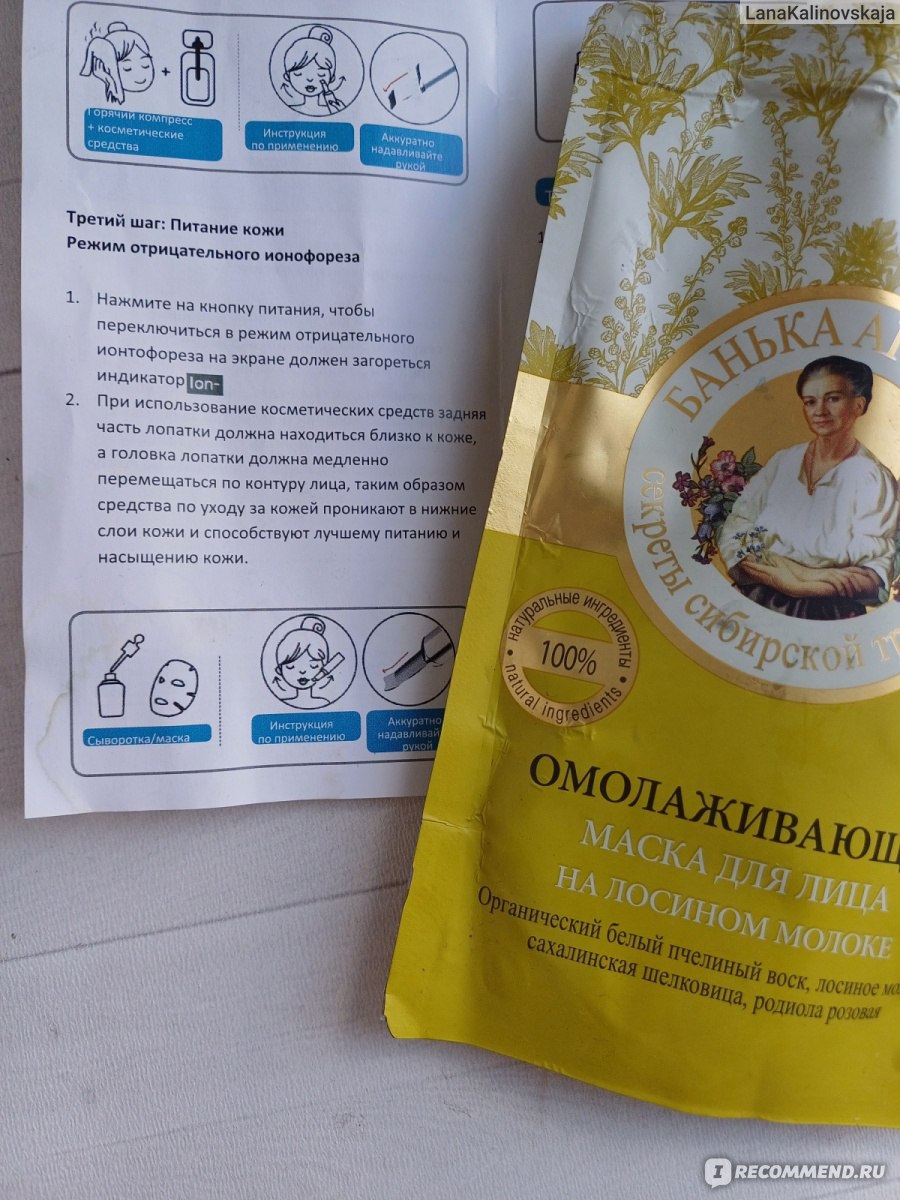 LanaKalinovskaja
Горячий компресс
+ косметические
средства
Инструкция
по применению
Аккуратно
надавливайте
рукой
Третий шаг: Питание кожи
Режим отрицательного ионофореза
1. Нажмите на кнопку питания, чтобы
переключиться в режим отрицательного
ионтофореза на экране должен загореться
индикатор Ion-
2. При использование косметических средств задняя
часть лопатки должна находиться близко к коже,
а головка лопатки должна медленно
перемещаться по контуру лица, таким образом
средства по уходу за кожей проникают в нижние
слои кожи и способствуют лучшему питанию и
насыщению кожи.
Сыворотка/маска
Инструкция
по применению
Аккуратно
надавливай
рукой
БАНЬКА АГ
секреты сибирской тр
натуральные ингредиенты
100%
natural ingredients
ОМОЛАЖИВАЮЩ
МАСКА ДЛЯ ЛИЦА
НА ЛОСИНОМ МОЛОКЕ
Органический белый пчелиный воск, лосиное мо
сахалинская шелковица, родиола розовая
IRECOMMEND.RU